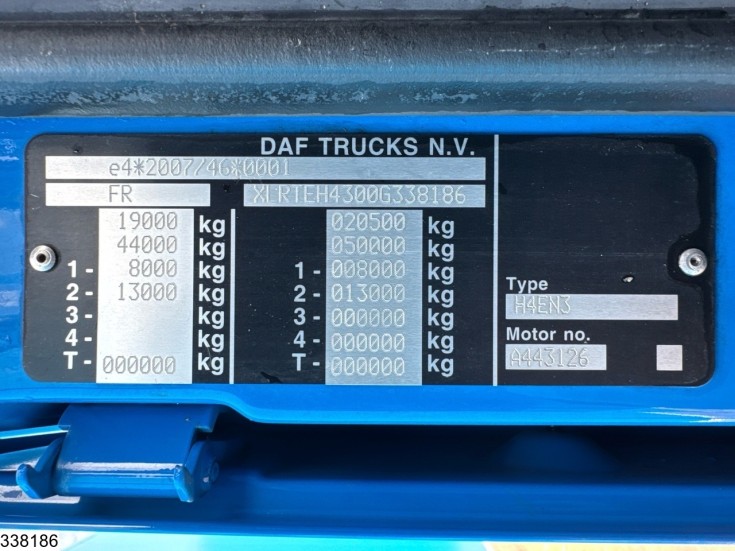 DAF TRUCKS N.V.
e4*2007/46*0001
FR XLRTEH4300G338186
19000 kg 020500 kg
44000 kg 050000 kg
1- 8000 kg 1- 008000 kg
2- 13000 kg 2- 013000 kg
3- kg 3- 000000 kg
4- kg 4- 000000 kg
T- 000000 kg T- 000000 kg
Type
H4EN3
Motor no.
A443126
338186